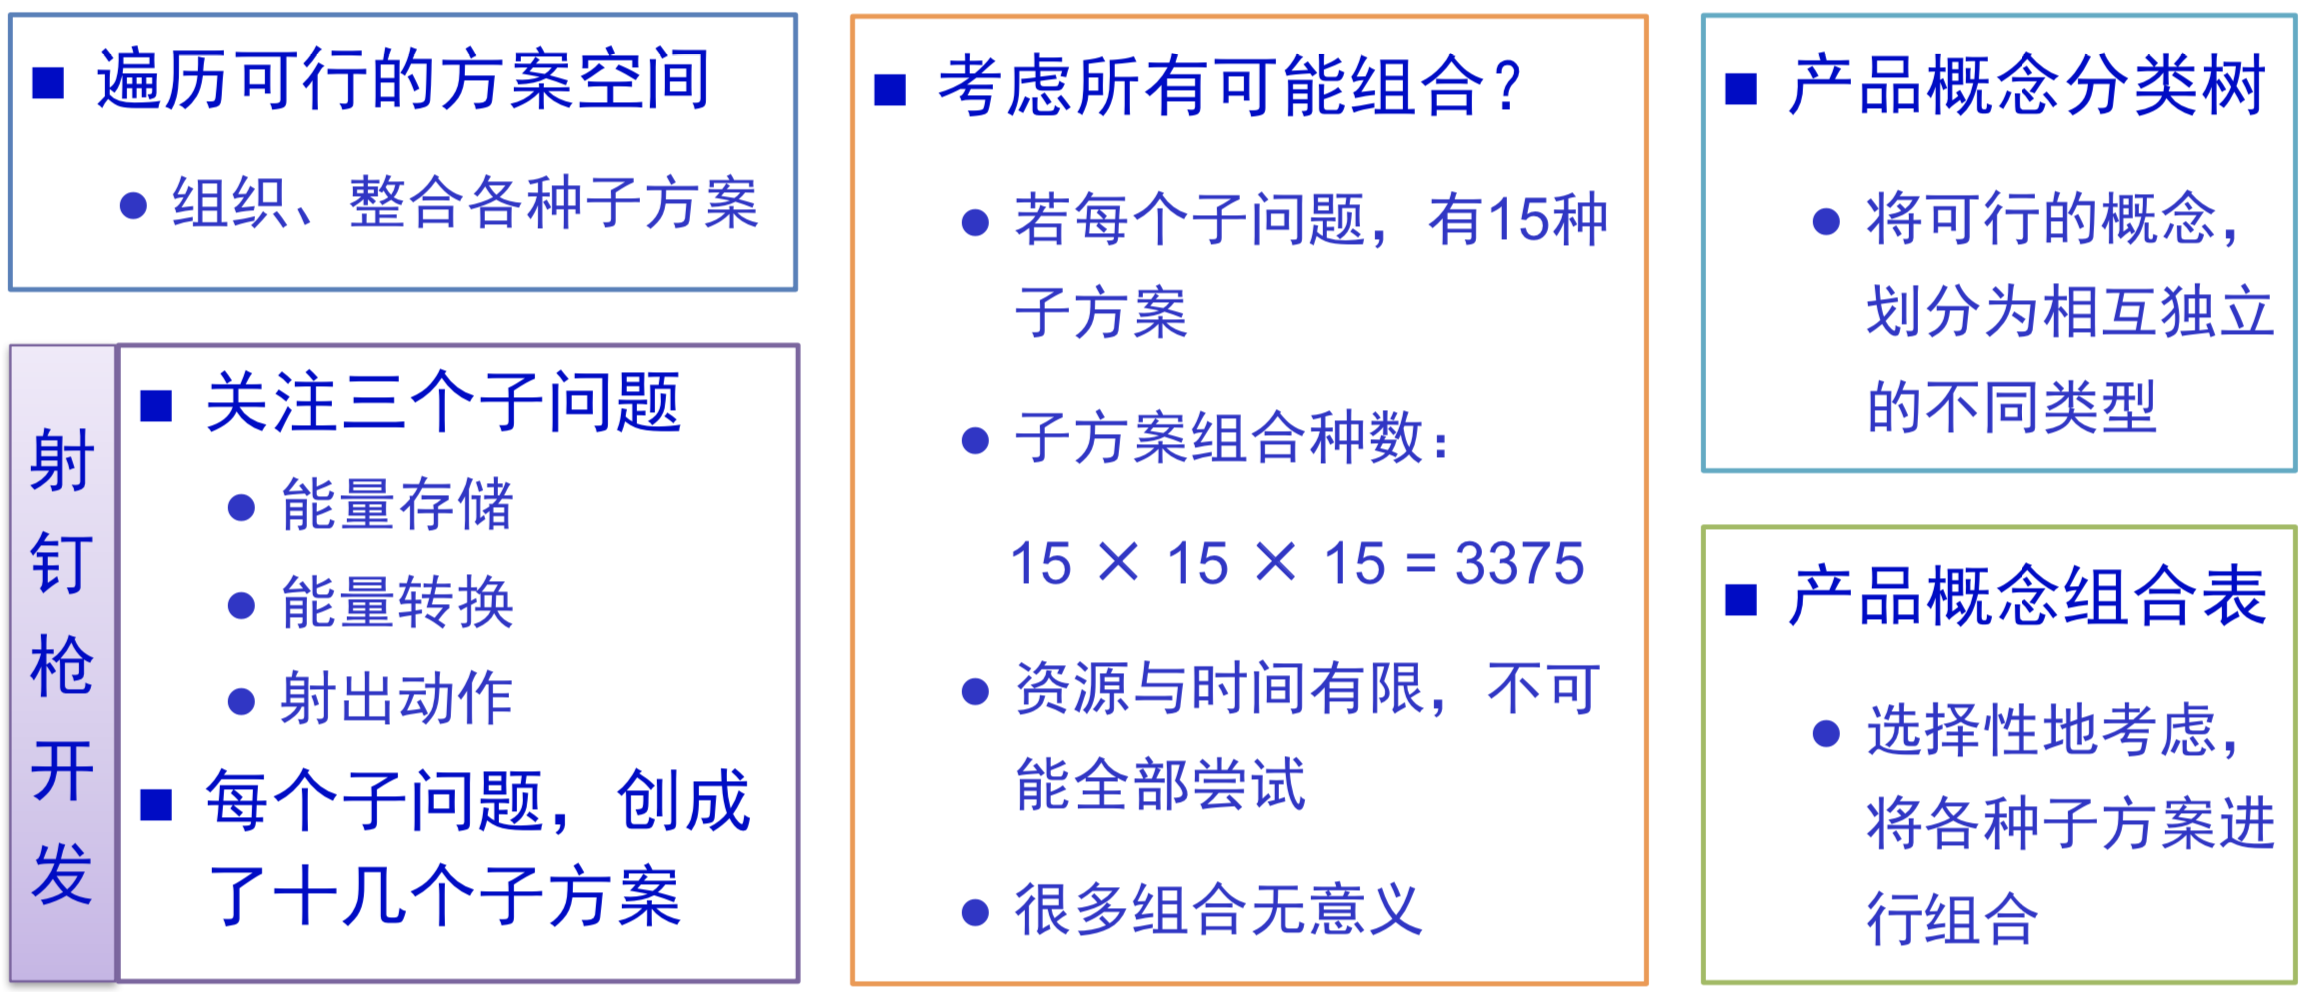 ■ 遍历可行的方案空间
● 组织、整合各种子方案
射钉枪开发
■ 关注三个子问题
● 能量存储
● 能量转换
● 射出动作
■ 每个子问题，创成
了十几个子方案
■ 考虑所有可能组合？
● 若每个子问题，有15种
子方案
● 子方案组合种数：
15 × 15 × 15 = 3375
● 资源与时间有限，不可
能全部尝试
● 很多组合无意义
■ 产品概念分类树
● 将可行的概念，
划分为相互独立
的不同类型
■ 产品概念组合表
● 选择性地考虑，
将各种子方案进
行组合